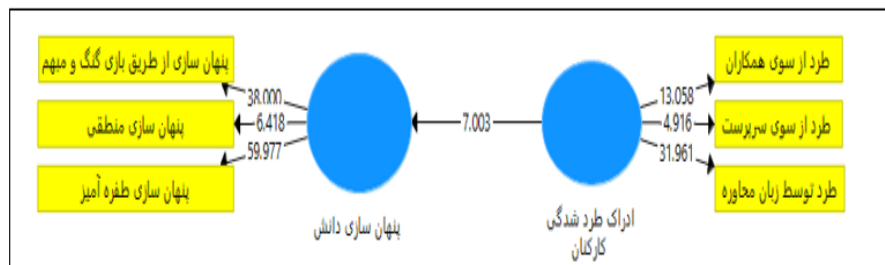 طرد از سوی همکاران
طرد از سوی سرپرست
طرد توسط زبان محاوره
13.058
4.916
31.961
ادراک طرد شدگی
کارکنان
7.003
پنهان سازی دانش
38.000
6.418
59.977
پنهان سازی از طریق بازی گنگ و مبهم
پنهان سازی منطقی
پنهان سازی طفره آمیز